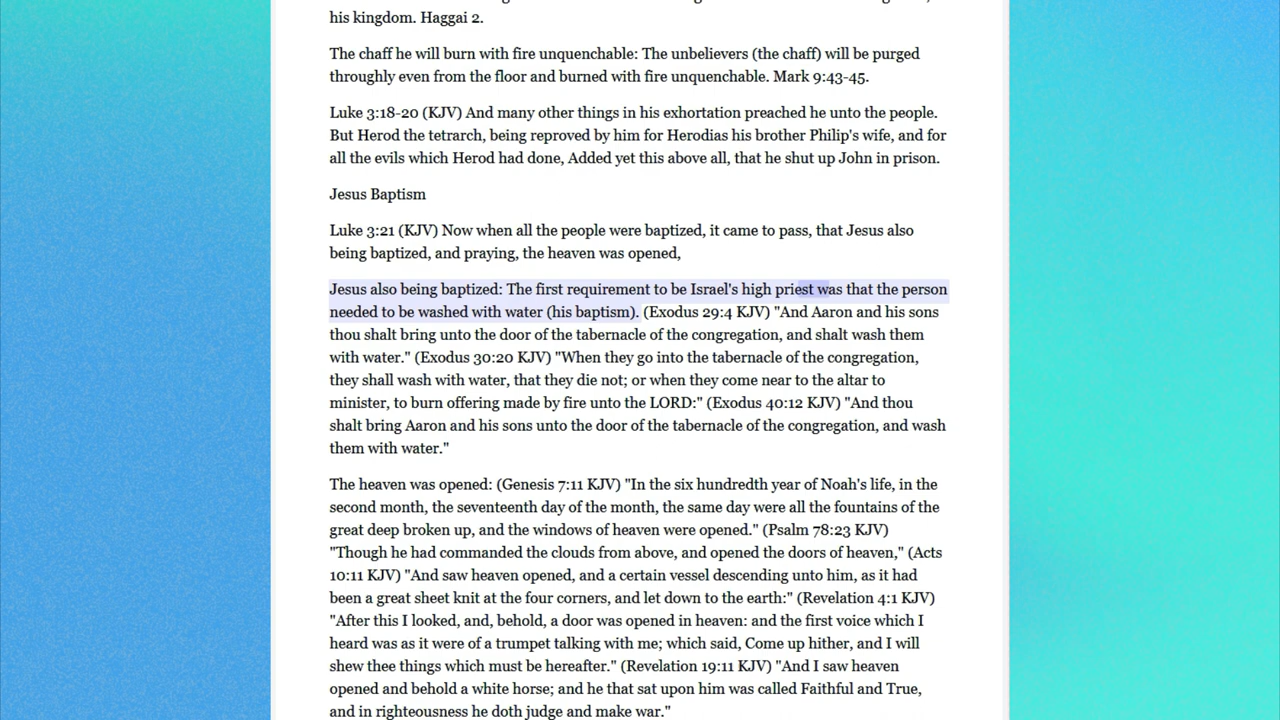 his kingdom. Haggai 2.
The chaff he will burn with fire unquenchable: The unbelievers (the chaff) will be purged
throughly even from the floor and burned with fire unquenchable. Mark 9:43-45.
Luke 3:18-20 (KJV) And many other things in his exhortation preached he unto the people.
But Herod the tetrarch, being reproved by him for Herodias his brother Philip's wife, and for
all the evils which Herod had done, Added yet this above all, that he shut up John in prison.
Jesus Baptism
Luke 3:21 (KJV) Now when all the people were baptized, it came to pass, that Jesus also
being baptized, and praying, the heaven was opened,
Jesus also being baptized: The first requirement to be Israel's high priest was that the person
needed to be washed with water (his baptism). (Exodus 29:4 KJV) "And Aaron and his sons
thou shalt bring unto the door of the tabernacle of the congregation, and shalt wash them
with water." (Exodus 30:20 KJV) "When they go into the tabernacle of the congregation,
they shall wash with water, that they die not; or when they come near to the altar to
minister, to burn offering made by fire unto the LORD:" (Exodus 40:12 KJV) "And thou
shalt bring Aaron and his sons unto the door of the tabernacle of the congregation, and wash
them with water."
The heaven was opened: (Genesis 7:11 KJV) "In the six hundredth year of Noah's life, in the
second month, the seventeenth day of the month, the same day were all the fountains of the
great deep broken up, and the windows of heaven were opened." (Psalm 78:23 KJV)
"Though he had commanded the clouds from above, and opened the doors of heaven," (Acts
10:11 KJV) "And saw heaven opened, and a certain vessel descending unto him, as it had
been a great sheet knit at the four corners, and let down to the earth:" (Revelation 4:1 KJV)
"After this I looked, and, behold, a door was opened in heaven: and the first voice which I
heard was as it were of a trumpet talking with me; which said, Come up hither, and I will
shew thee things which must be hereafter." (Revelation 19:11 KJV) "And I saw heaven
opened and behold a white horse; and he that sat upon him was called Faithful and True,
and in righteousness he doth judge and make war."